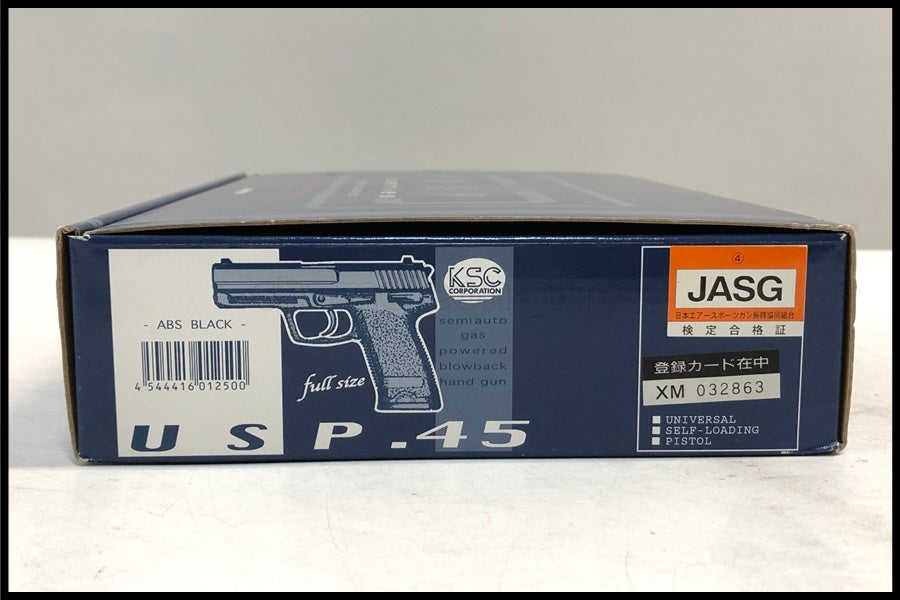 - ABS BLACK -
4 544416 012500
full size
USP.45
KSC
CORPORATION
semiauto
gas
powered
blowback
hand gun
④
JASG
日本エアースポーツガン振興協同組合
検定合格証
登録カード在中
XM 032863
UNIVERSAL
SELF-LOADING
PISTOL